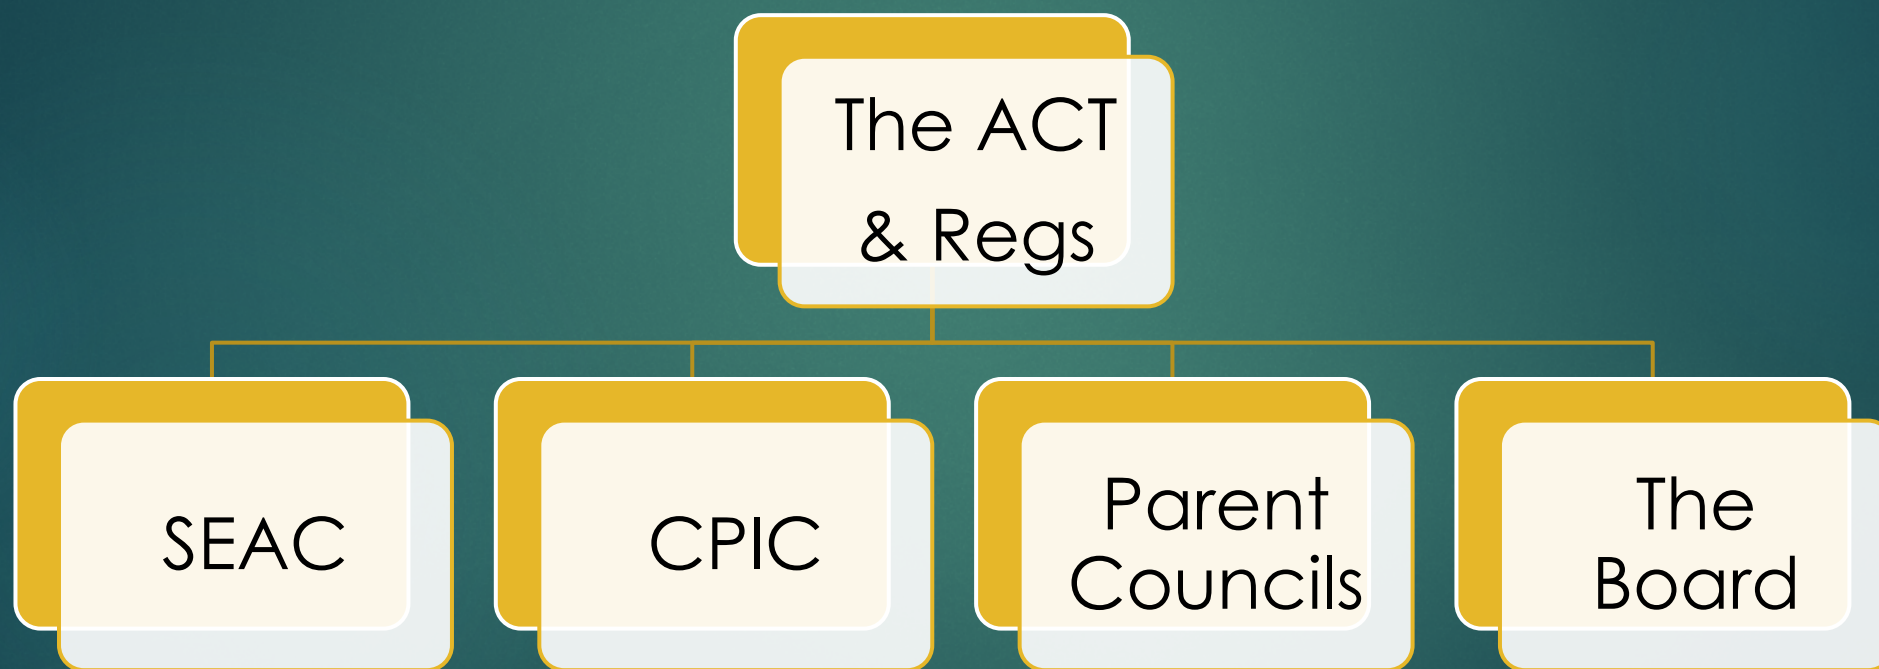 The ACT
& Regs
SEAC
CPIC
Parent
Councils
The
Board